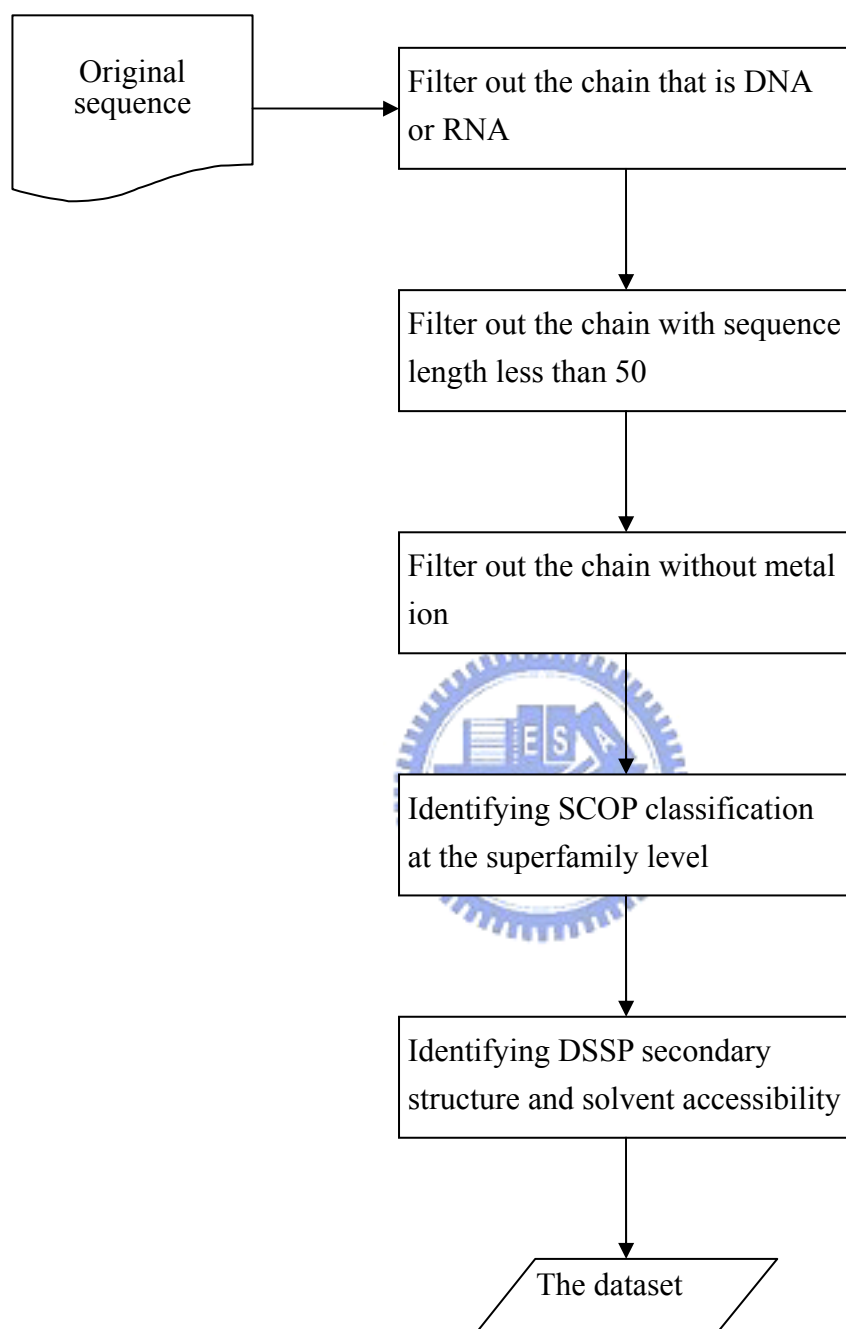 Original
sequence
Filter out the chain that is DNA
or RNA
Filter out the chain with sequence
length less than 50
Filter out the chain without metal
ion
E S A
Identifying SCOP classification
at the superfamily level
Identifying DSSP secondary
structure and solvent accessibility
The dataset